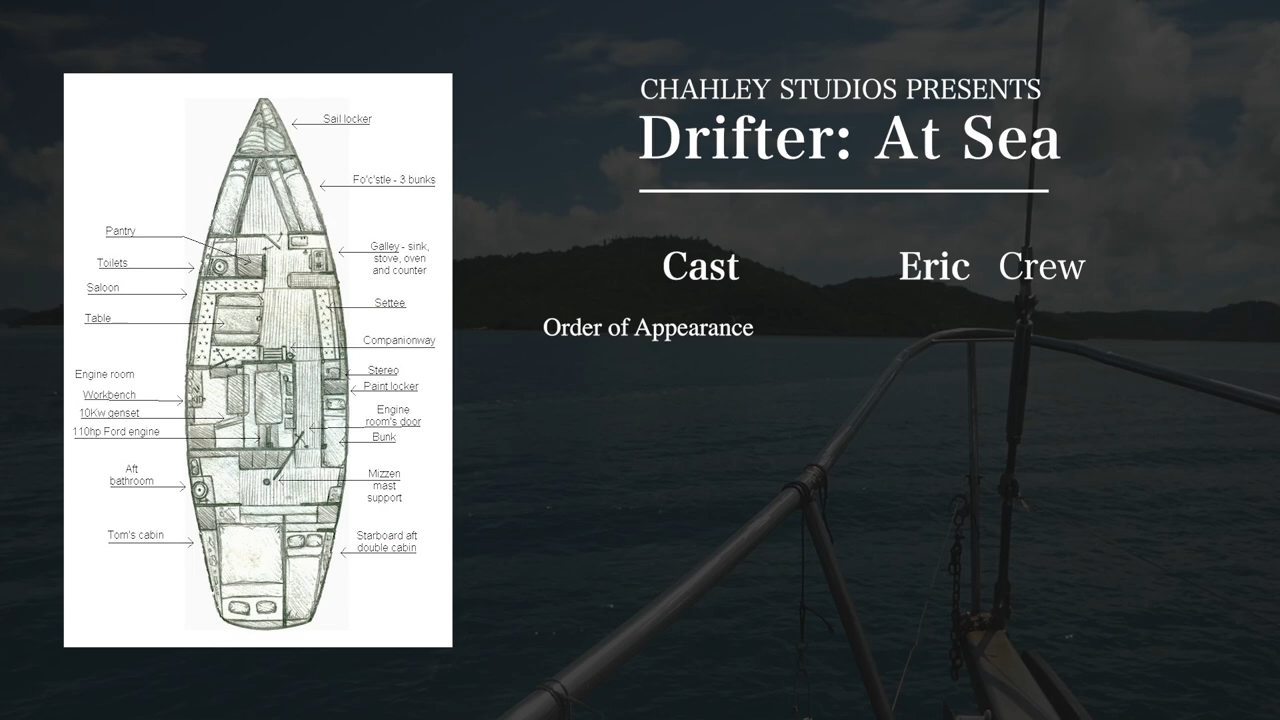 Sail locker
Fo'c'stle - 3 bunks
Pantry
Galley - sink,
stove, oven
and counter
Toilets
Saloon
Settee
Table
Companionway
Engine room
Stereo
Paint locker
Workbench
10Kw genset
Engine
room's door
110hp Ford engine
Bunk
Aft
bathroom
Mizzen
mast
support
Tom's cabin
Starboard aft
double cabin
CHAHLEY STUDIOS PRESENTS
Drifter: At Sea
Cast
Eric Crew
Order of Appearance